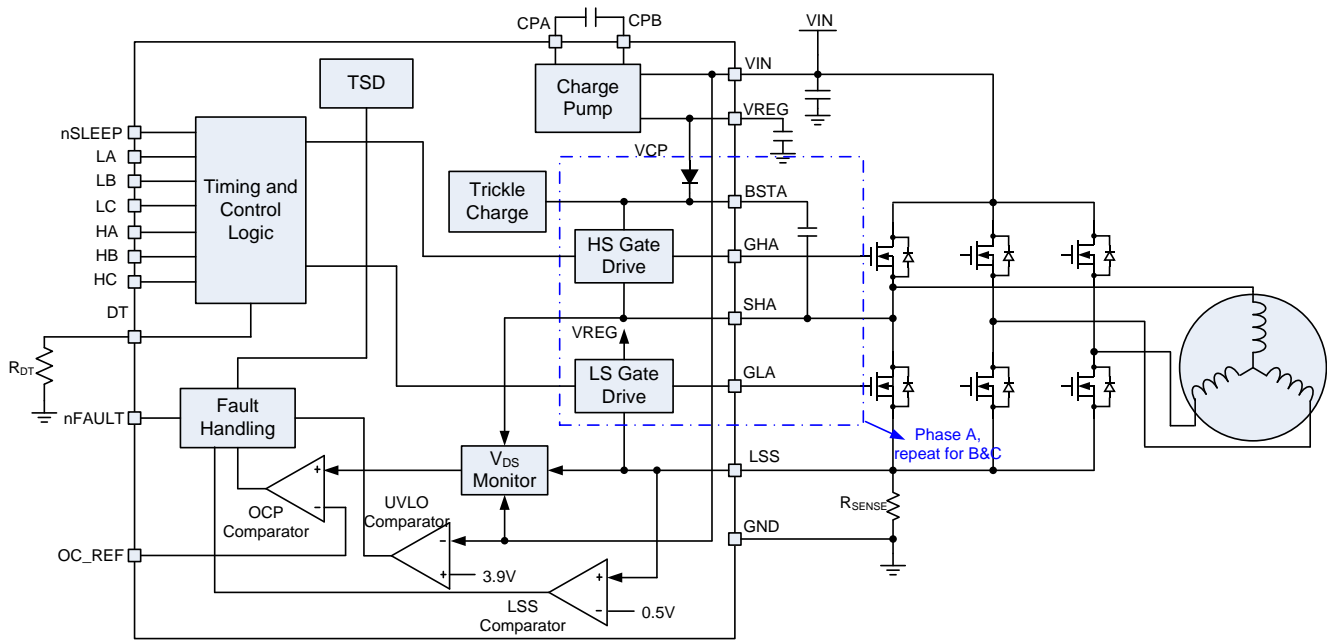 CPA
CPB
VIN
VIN
VREG
TSD
Charge
Pump
nSLEEP
LA
LB
LC
HA
HB
HC
DT
Timing and
Control
Logic
VCP
Trickle
Charge
BSTA
HS Gate
Drive
GHA
SHA
VREG
LS Gate
Drive
GLA
RDT
nFAULT
Fault
Handling
Phase A,
repeat for B&C
VDS
Monitor
LSS
+
−
OCP
Comparator
UVLO
Comparator
−
+
3.9V
RSENSE
GND
OC_REF
LSS
Comparator
+
−
0.5V